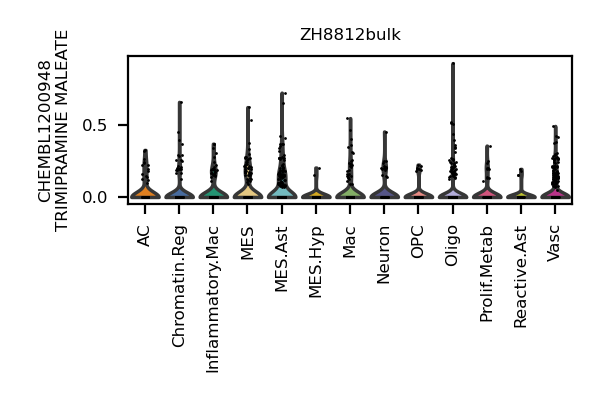 ZH8812bulk
CHEMBL1200948
TRIMIPRAMINE MALEATE
0.5
0.0
AC
Chromatin.Reg
Inflammatory.Mac
MES
MES.Ast
MES.Hyp
Mac
Neuron
OPC
Oligo
Prolif.Metab
Reactive.Ast
Vasc